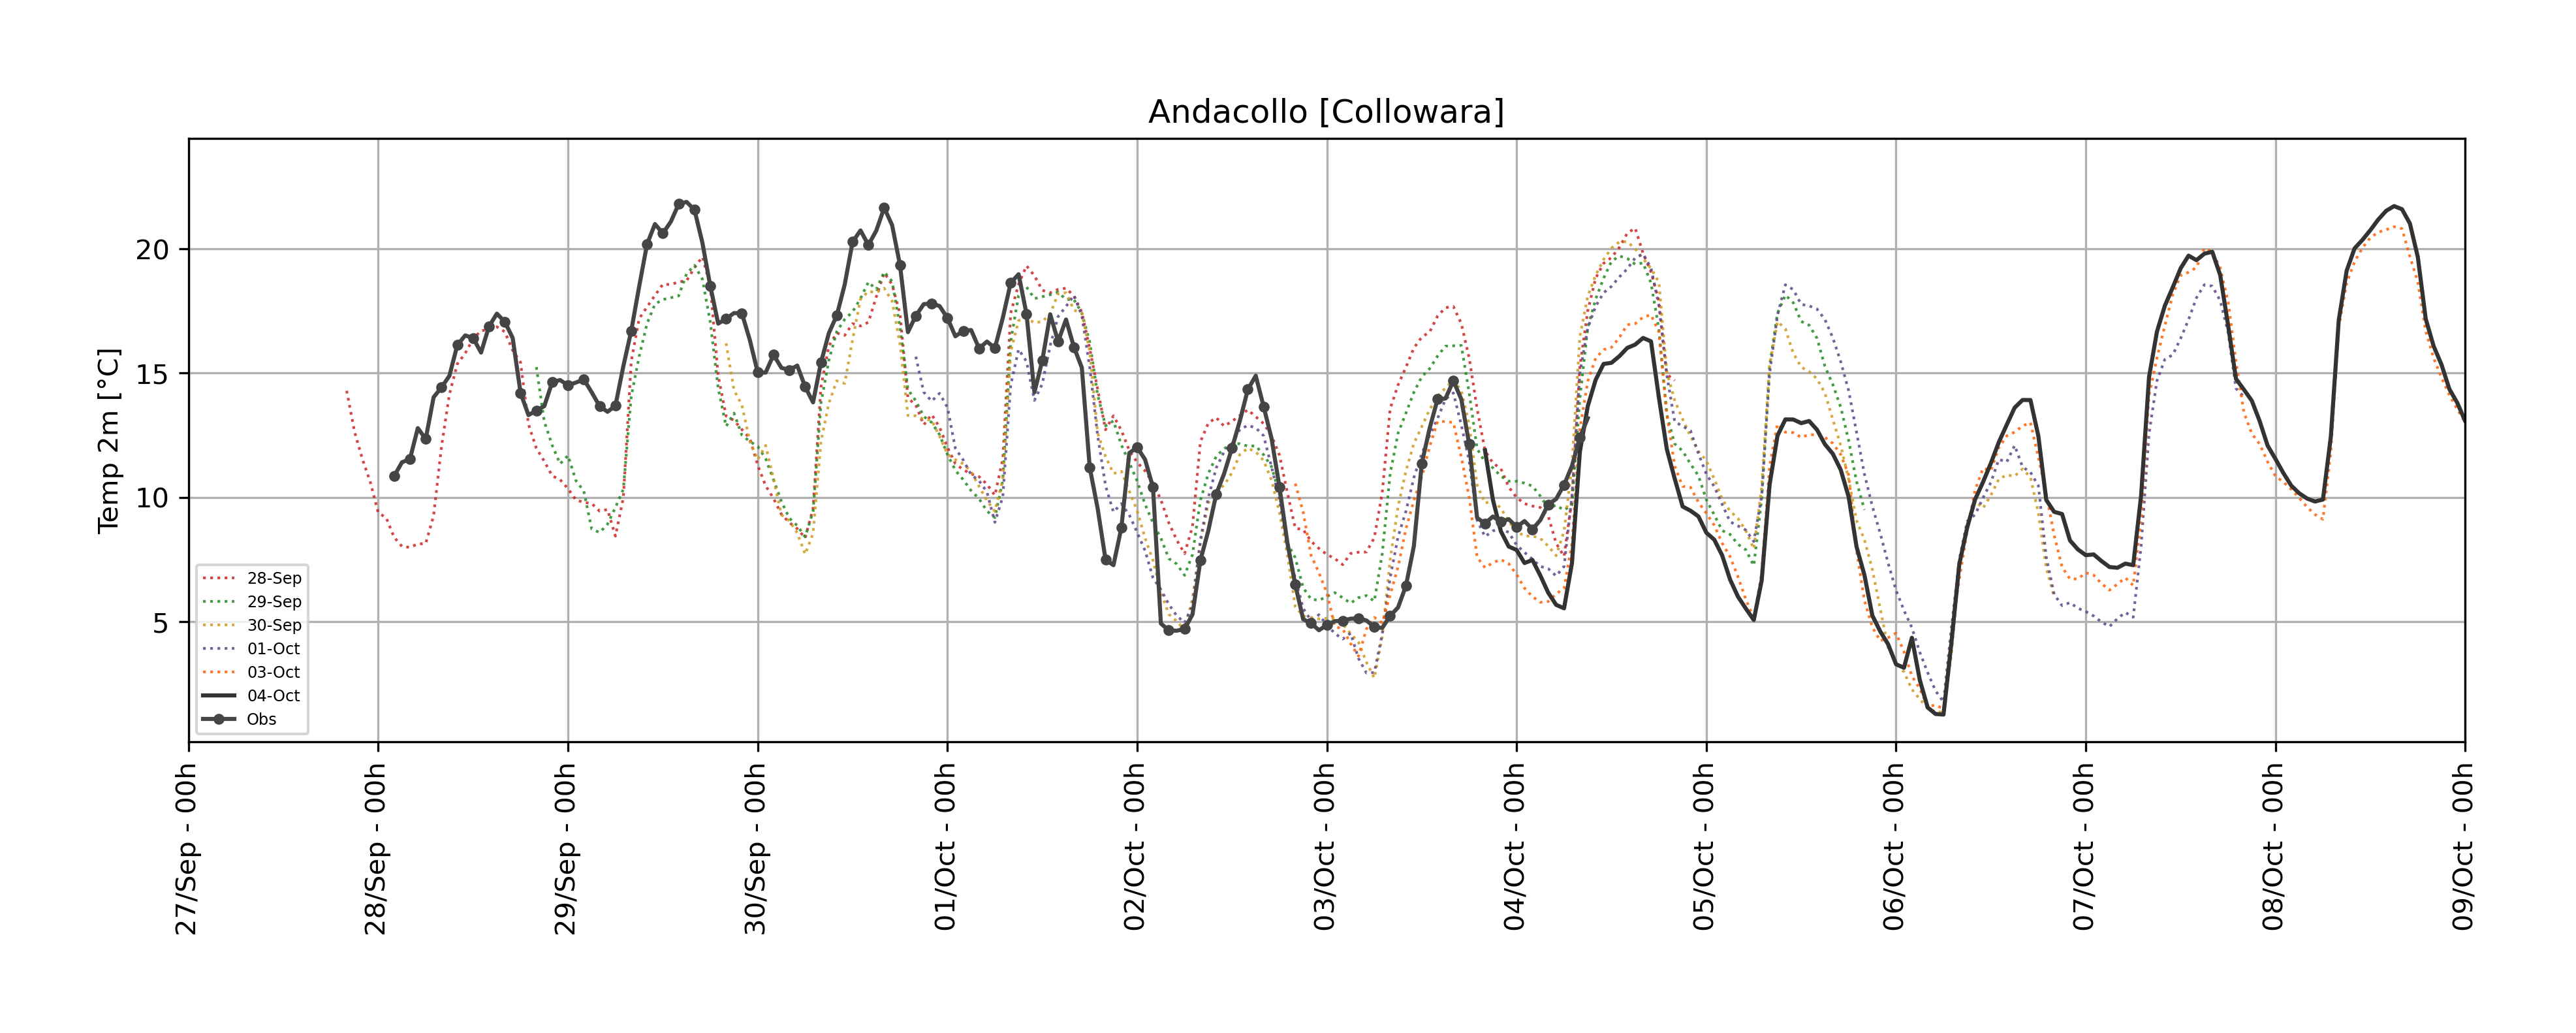 Andacollo [Collowara]
Temp 2m [°C]
20
15
10
5
28-Sep
29-Sep
30-Sep
01-Oct
03-Oct
04-Oct
Obs
27/Sep - 00h
28/Sep - 00h
29/Sep - 00h
30/Sep - 00h
01/Oct - 00h
02/Oct - 00h
03/Oct - 00h
04/Oct - 00h
05/Oct - 00h
06/Oct - 00h
07/Oct - 00h
08/Oct - 00h
09/Oct - 00h